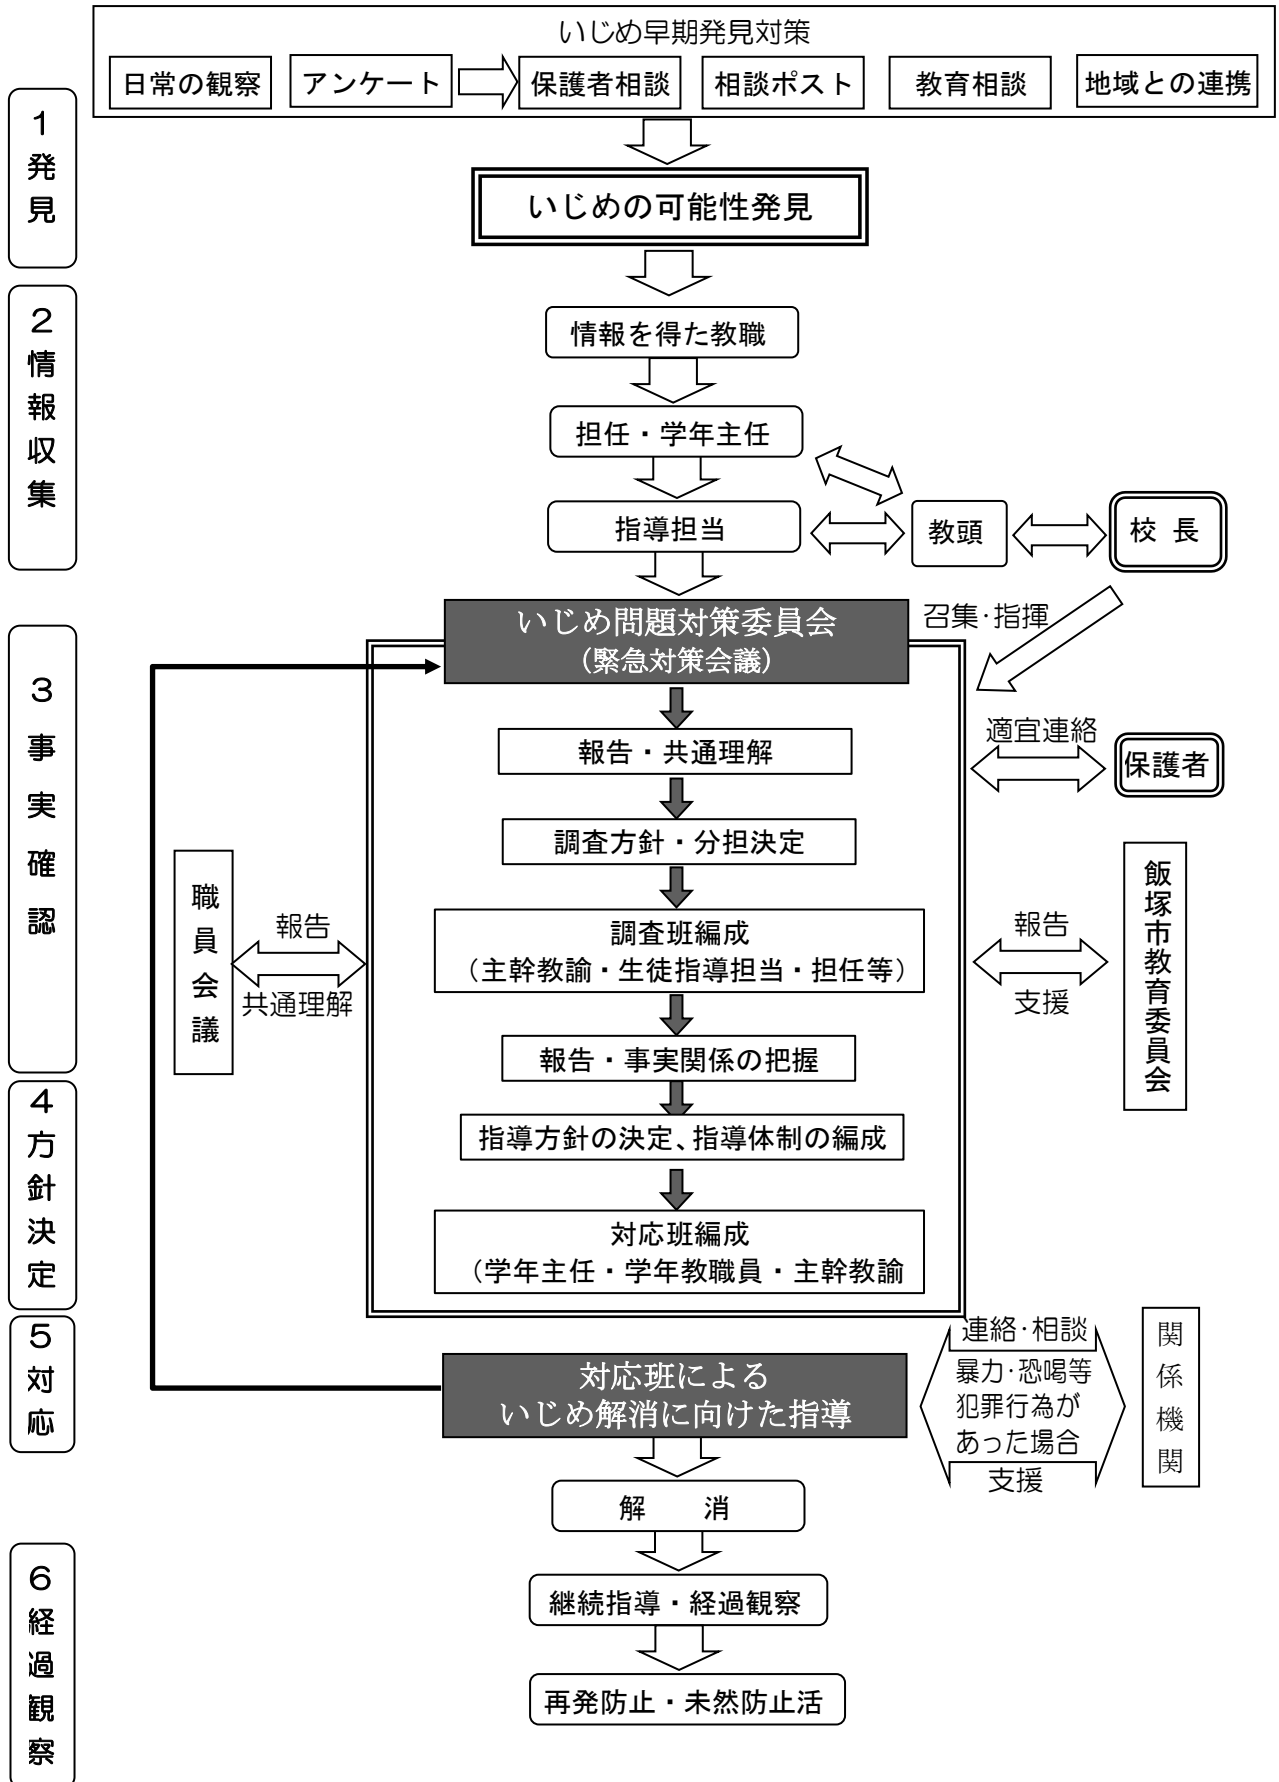 いじめ早期発見対策
日常の観察
アンケート
保護者相談
相談ポスト
教育相談
地域との連携
1発見
いじめの可能性発見
2情報収集
情報を得た教職
担任・学年主任
指導担当
教頭
校 長
召集・指揮
3事実確認
いじめ問題対策委員会
(緊急対策会議)
報告・共通理解
適宜連絡
保護者
調査方針・分担決定
職員会議
報告
共通理解
調査班編成
(主幹教諭・生徒指導担当・担任等)
報告
支援
飯塚市教育委員会
報告・事実関係の把握
4方針決定
指導方針の決定、指導体制の編成
対応班編成
(学年主任・学年教職員・主幹教諭
5対応
対応班による
いじめ解消に向けた指導
連絡・相談
暴力・恐喝等
犯罪行為が
あった場合
支援
関係機関
解 消
6経過観察
継続指導・経過観察
再発防止・未然防止活